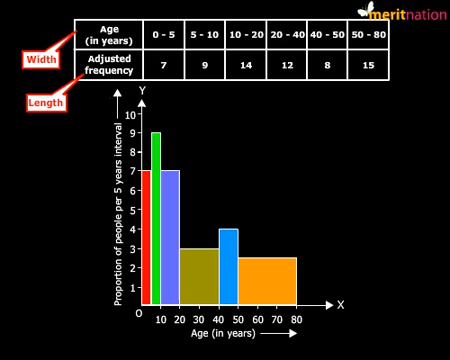 meritnation
Age (in years) 0 - 5 5 - 10 10 - 20 20 - 40 40 - 50 50 - 80
Width
Adjusted frequency 7 9 14 12 8 15
Length
Y
10
9
8
7
6
5
4
3
2
1
Proportion of people per 5 years interval
O 10 20 30 40 50 60 70 80 X
Age (in years)